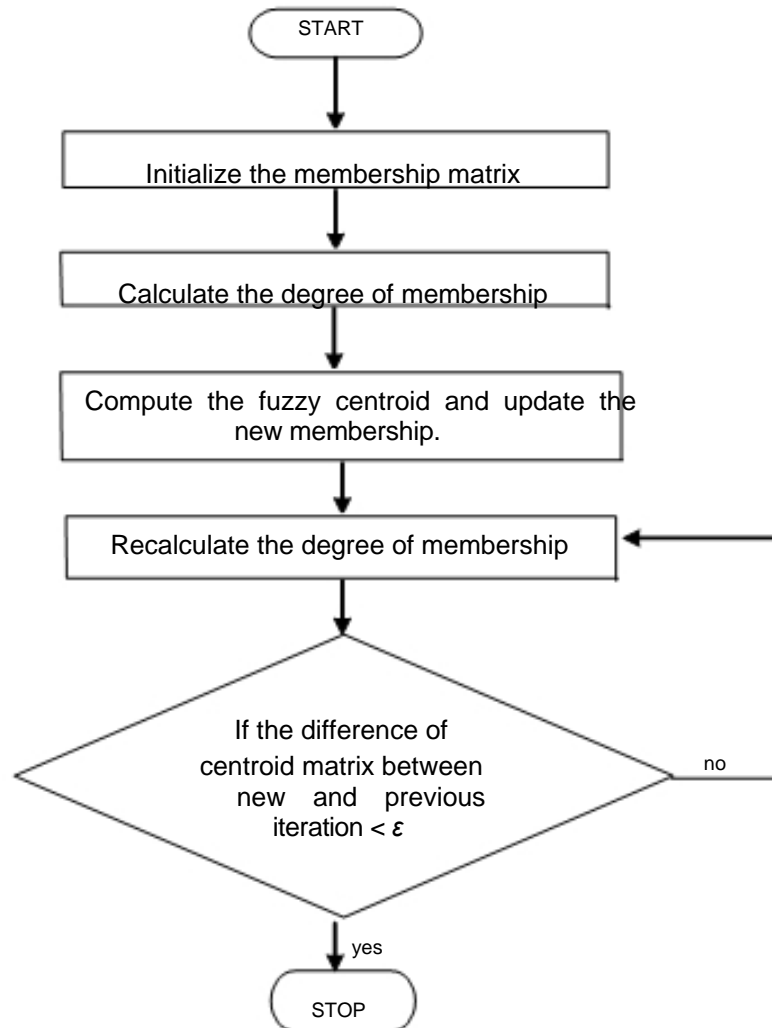 START
Initialize the membership matrix
Calculate the degree of membership
Compute the fuzzy centroid and update the
new membership.
Recalculate the degree of membership
If the difference of
centroid matrix between
new and previous
iteration < ε
no
yes
STOP